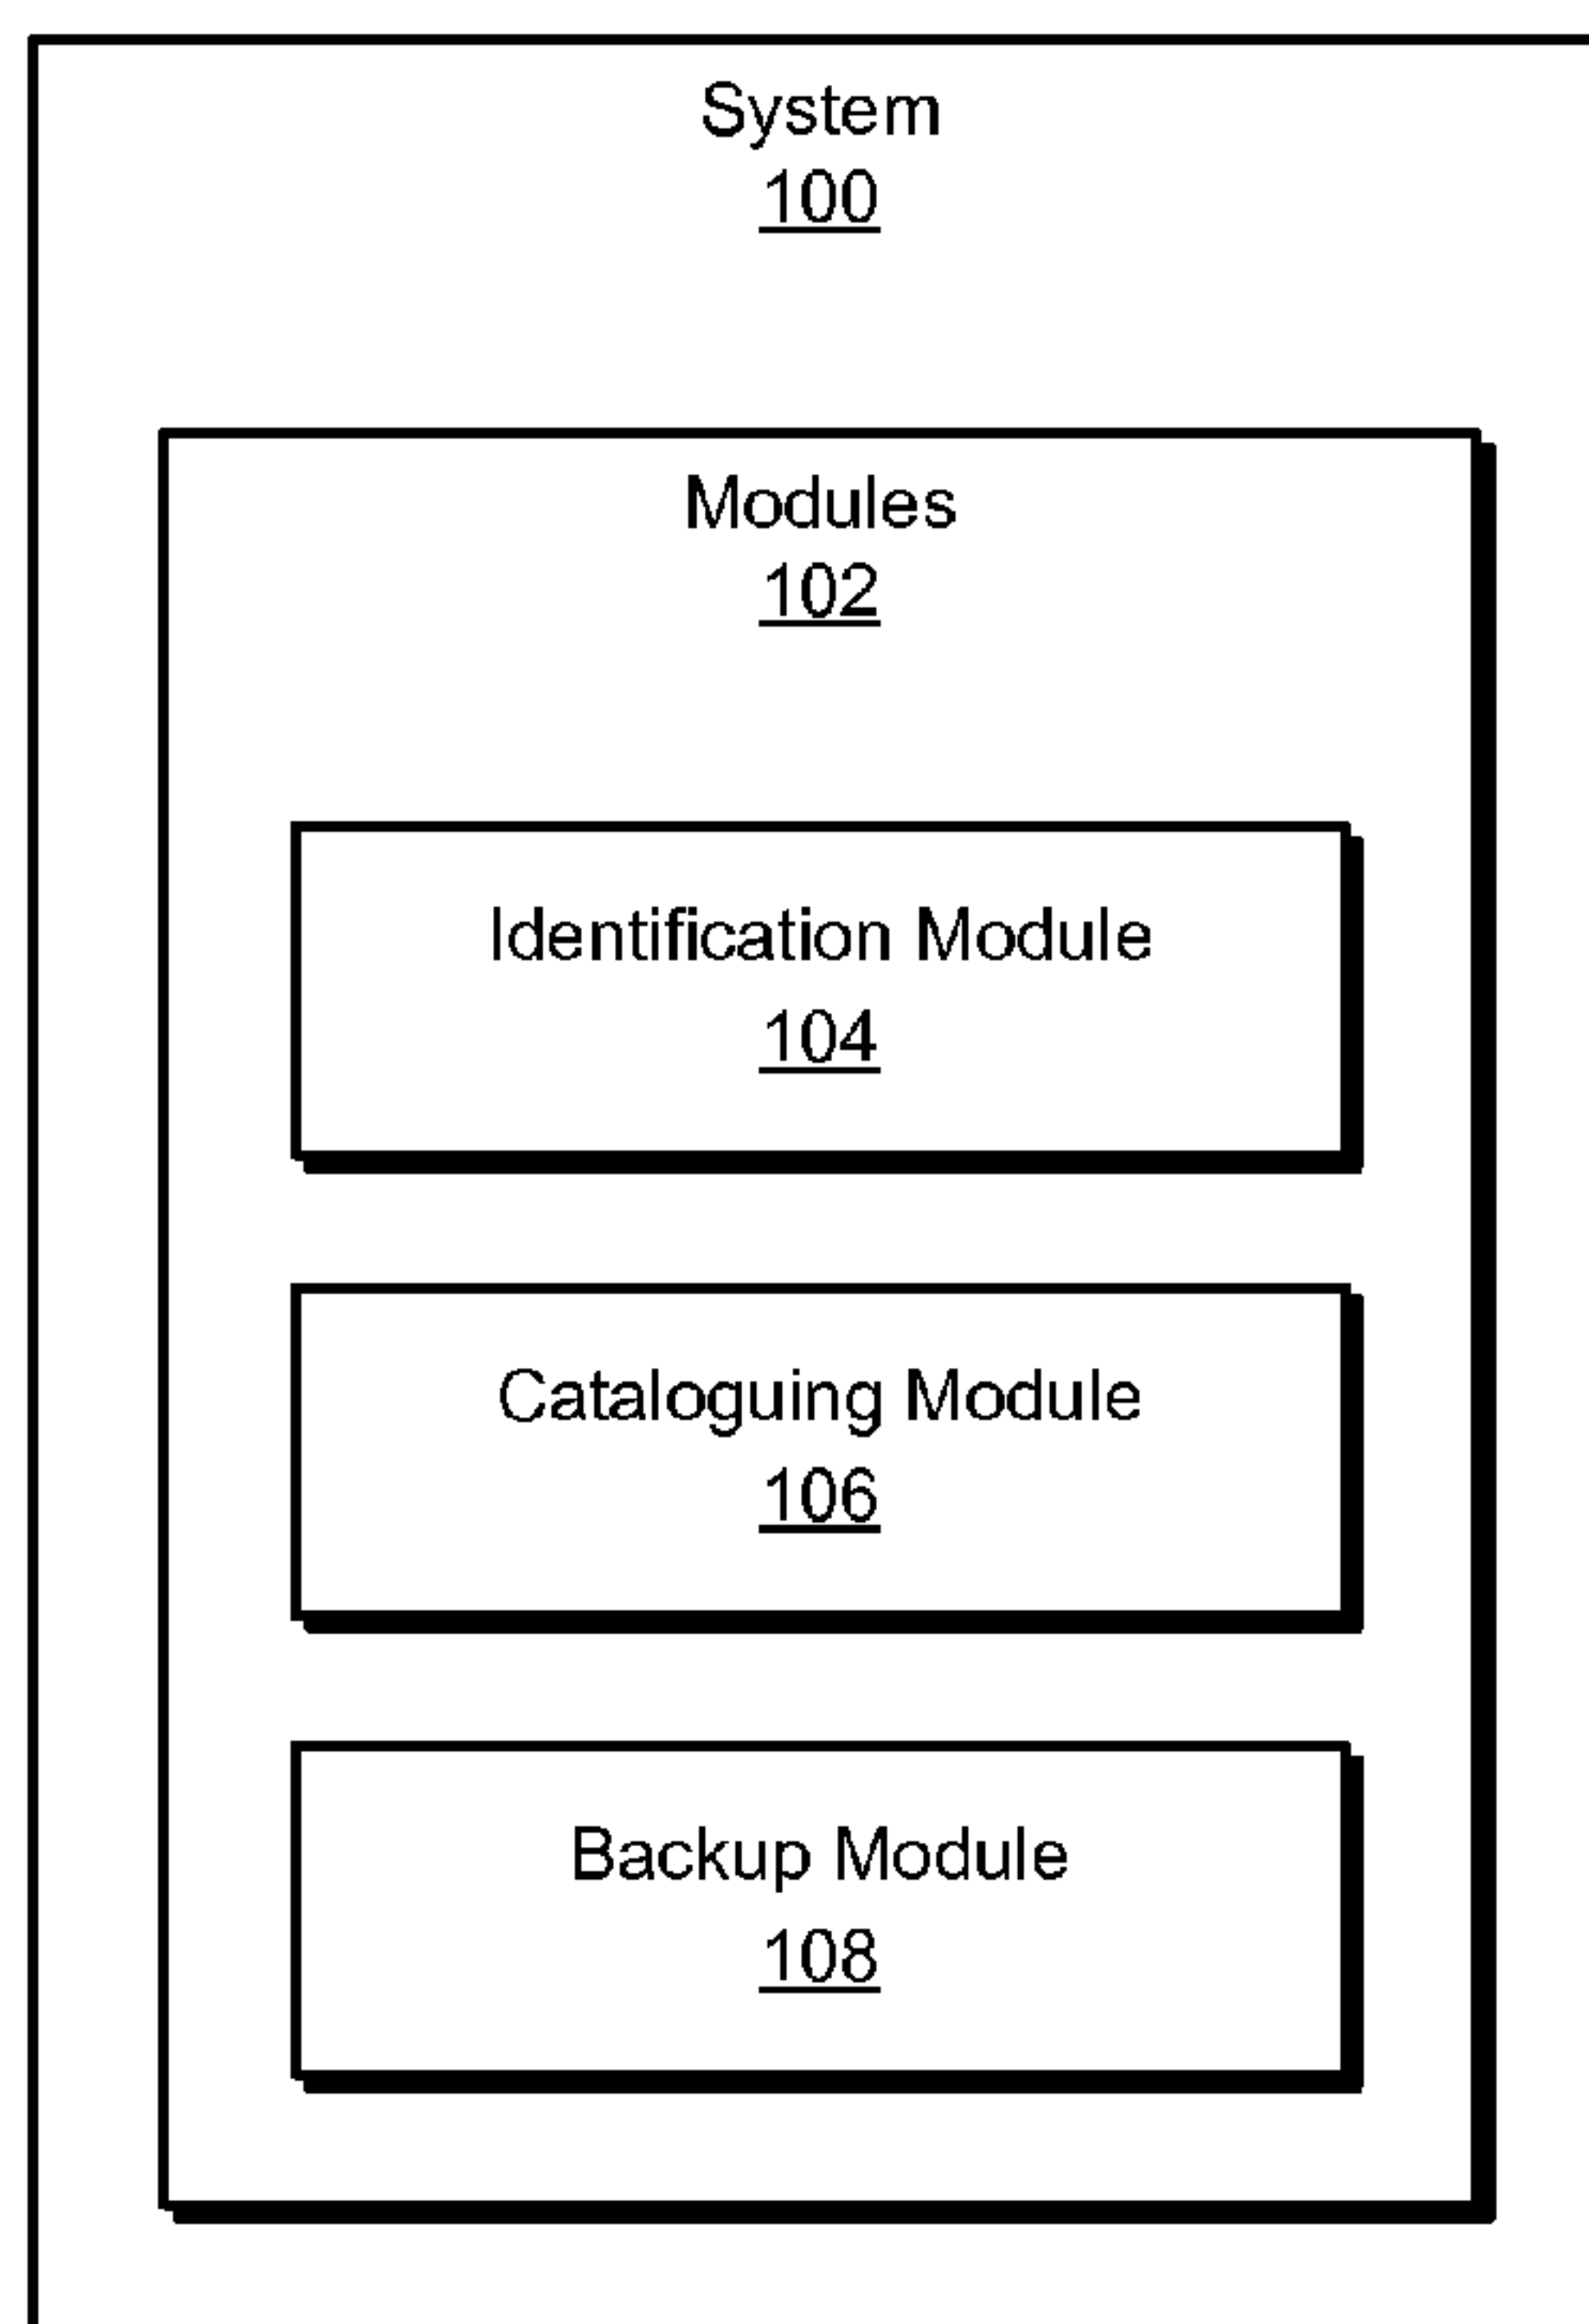 System
100
Modules
102
Identification Module
104
Cataloguing Module
106
Backup Module
108